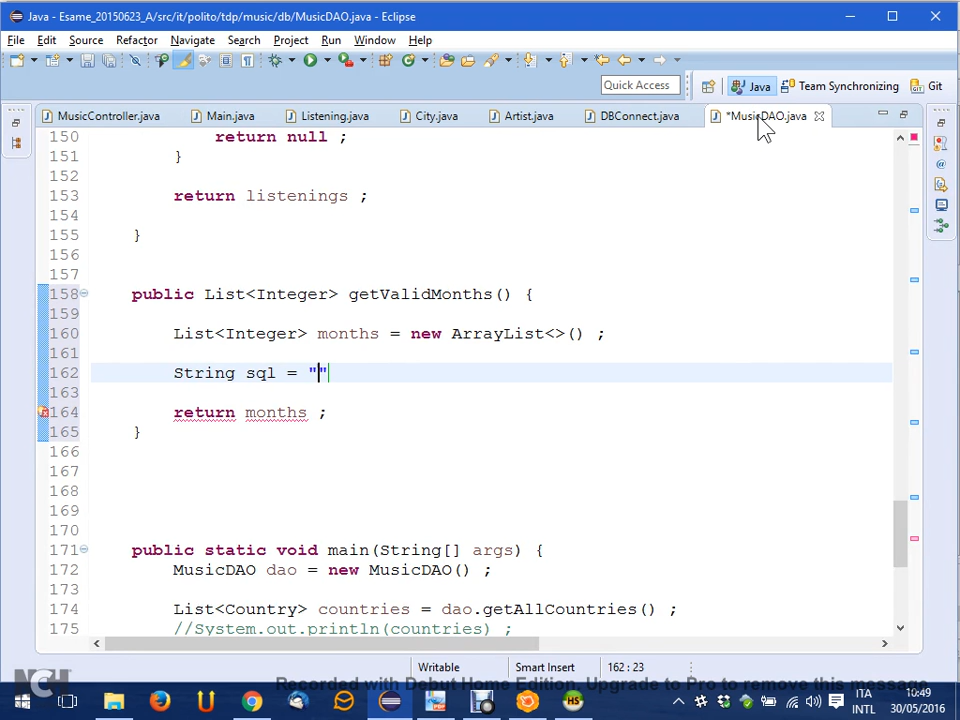 Java - Esame_20150623_A/src/it/polito/tdp/music/db/MusicDAO.java - Eclipse
File Edit Source Refactor Navigate Search Project Run Window Help
Quick Access Java Team Synchronizing Git
MusicController.java Main.java Listening.java City.java Artist.java DBConnect.java *MusicDAO.java
150 return null ;
151 }
152
153 return listenings ;
154
155 }
156
157
158 public List<Integer> getValidMonths() {
159
160 List<Integer> months = new ArrayList<>() ;
161
162 String sql = ""
163
164 return months ;
165 }
166
167
168
169
170
171 public static void main(String[] args) {
172 MusicDAO dao = new MusicDAO() ;
173
174 List<Country> countries = dao.getAllCountries() ;
175 //System.out.println(countries) ;
Writable Smart Insert 162 : 23
NCH
Recorded with Debut Home Edition. Upgrade to Pro to remove this message
ITA
INTL
10:49
30/05/2016